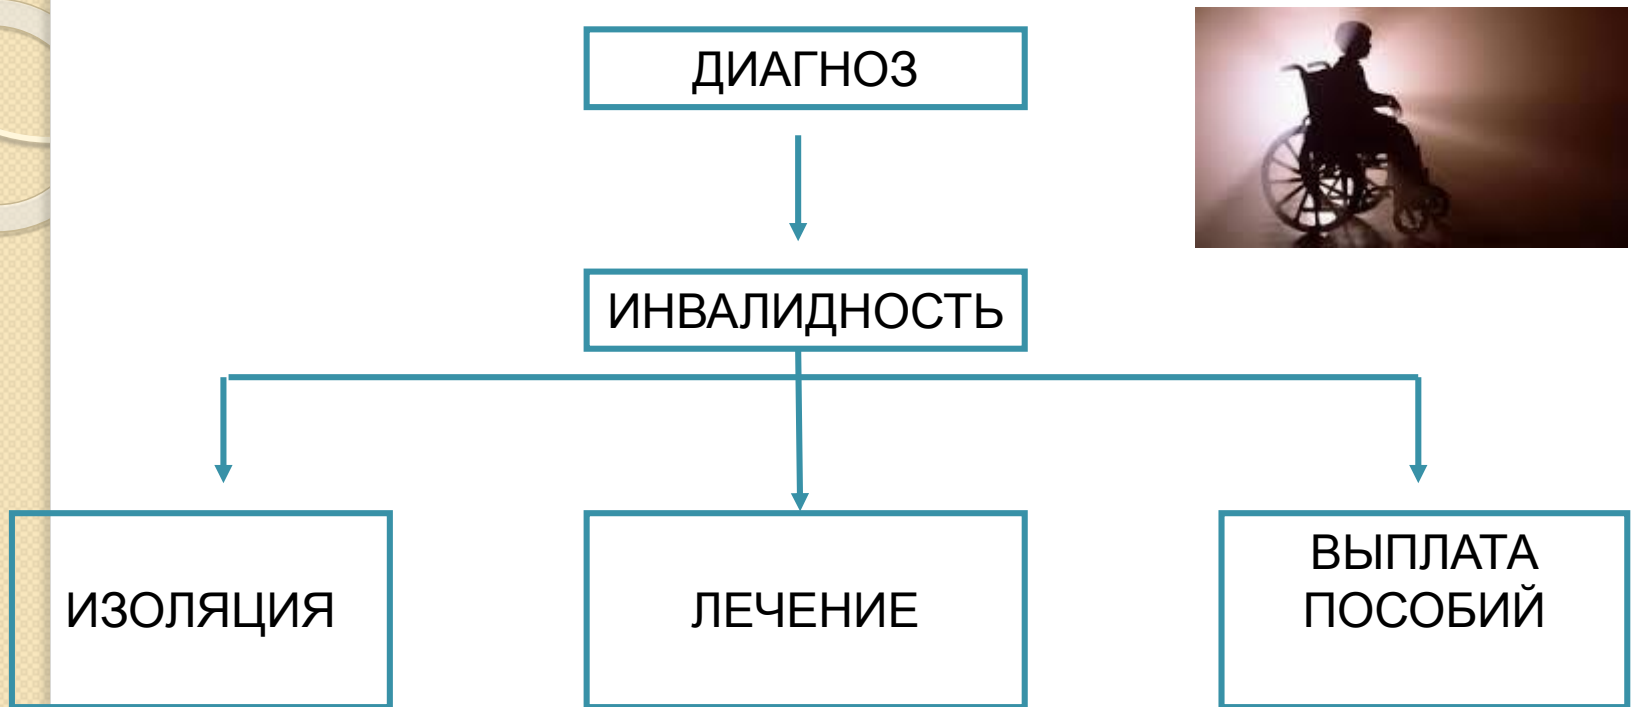 ДИАГНОЗ
ИНВАЛИДНОСТЬ
ИЗОЛЯЦИЯ
ЛЕЧЕНИЕ
ВЫПЛАТА
ПОСОБИЙ